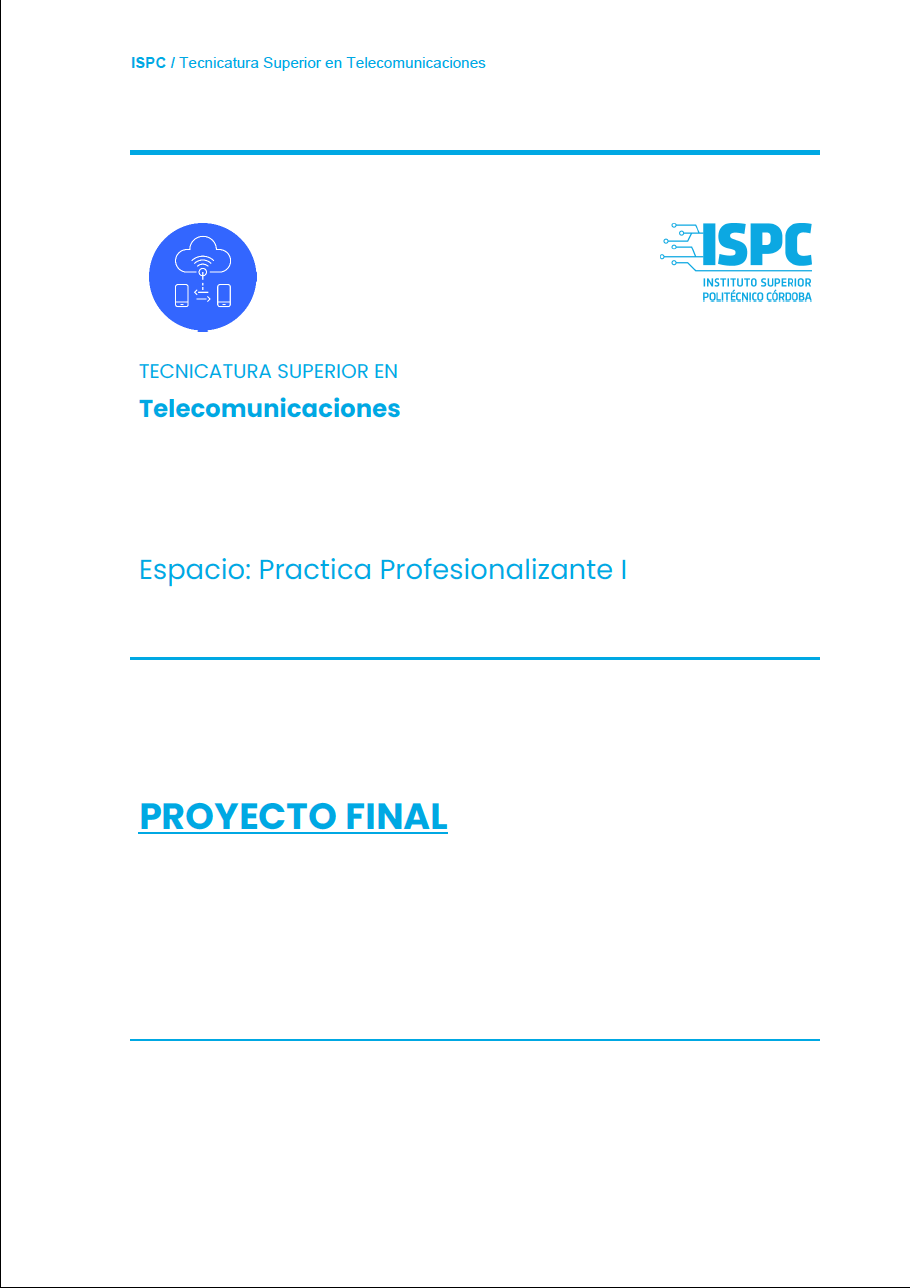 ISPC / Tecnicatura Superior en Telecomunicaciones
ISPC
INSTITUTO SUPERIOR
POLITÉCNICO CÓRDOBA
TECNICATURA SUPERIOR EN
Telecomunicaciones
Espacio: Practica Profesionalizante I
PROYECTO FINAL